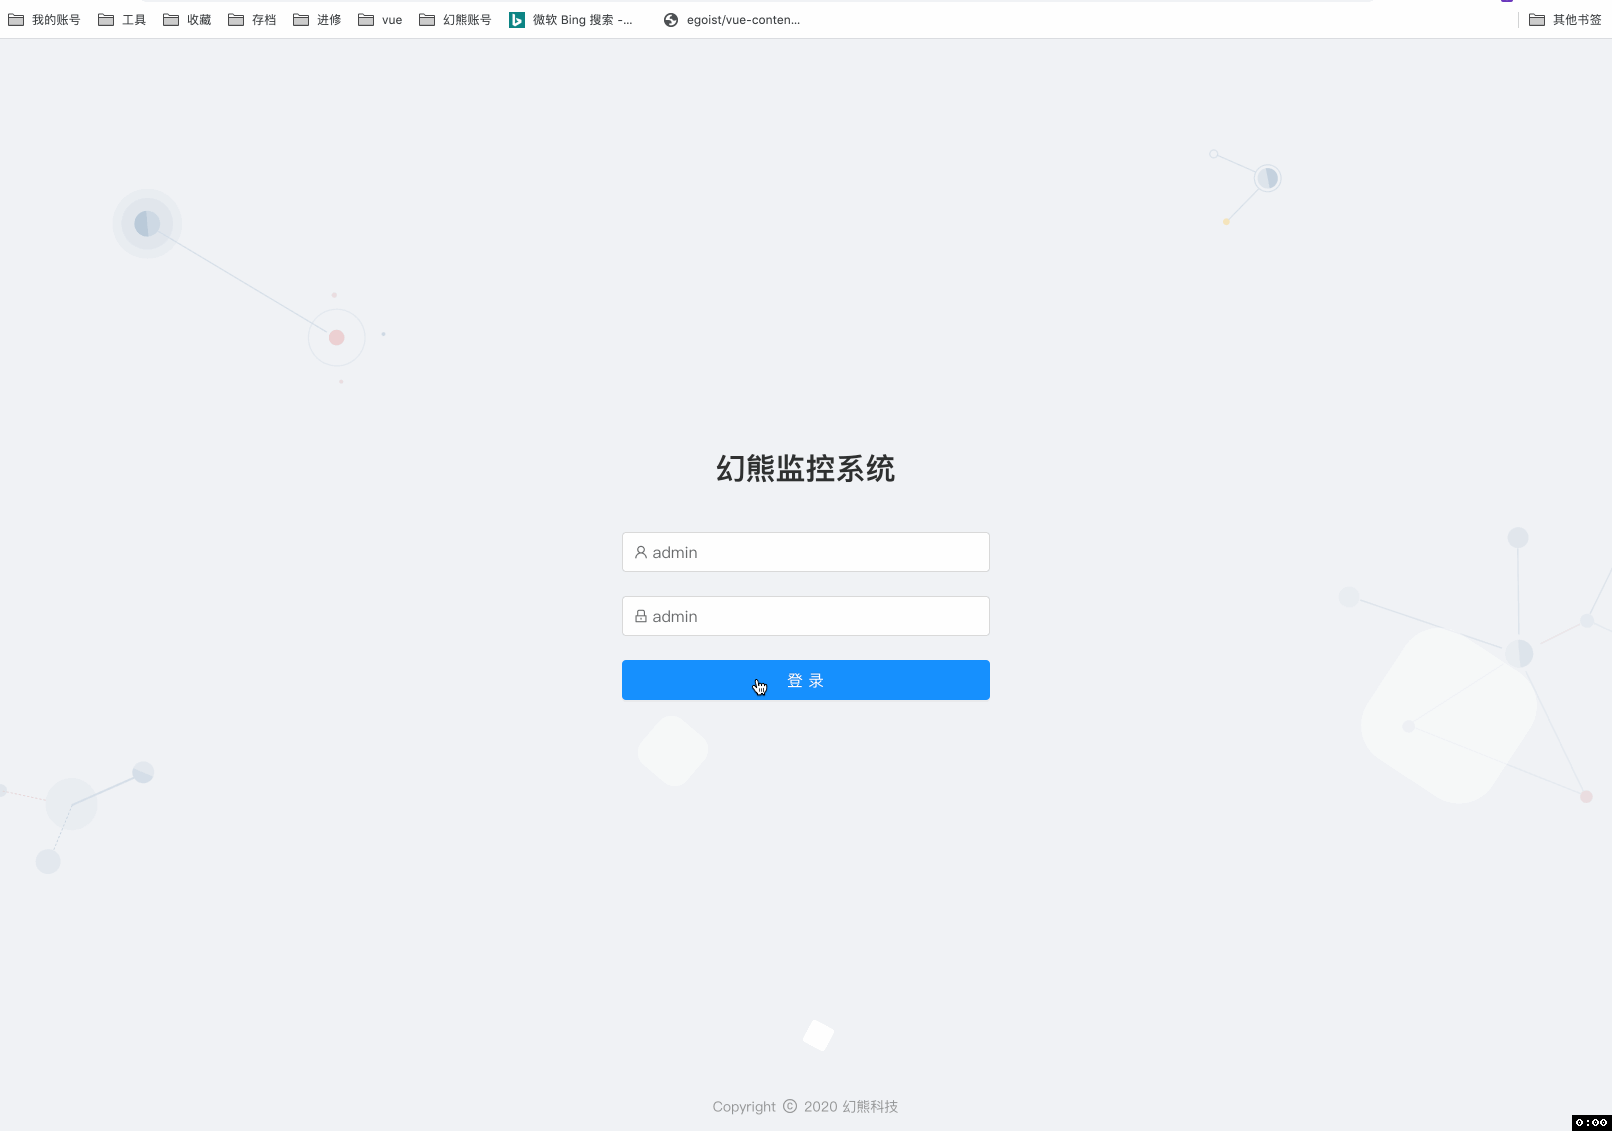 我的账号 工具 收藏 存档 进修 vue 幻熊账号 微软 Bing 搜索 -... egoist/vue-conten... 其他书签
幻熊监控系统
admin
admin
登 录
Copyright © 2020 幻熊科技
0:00